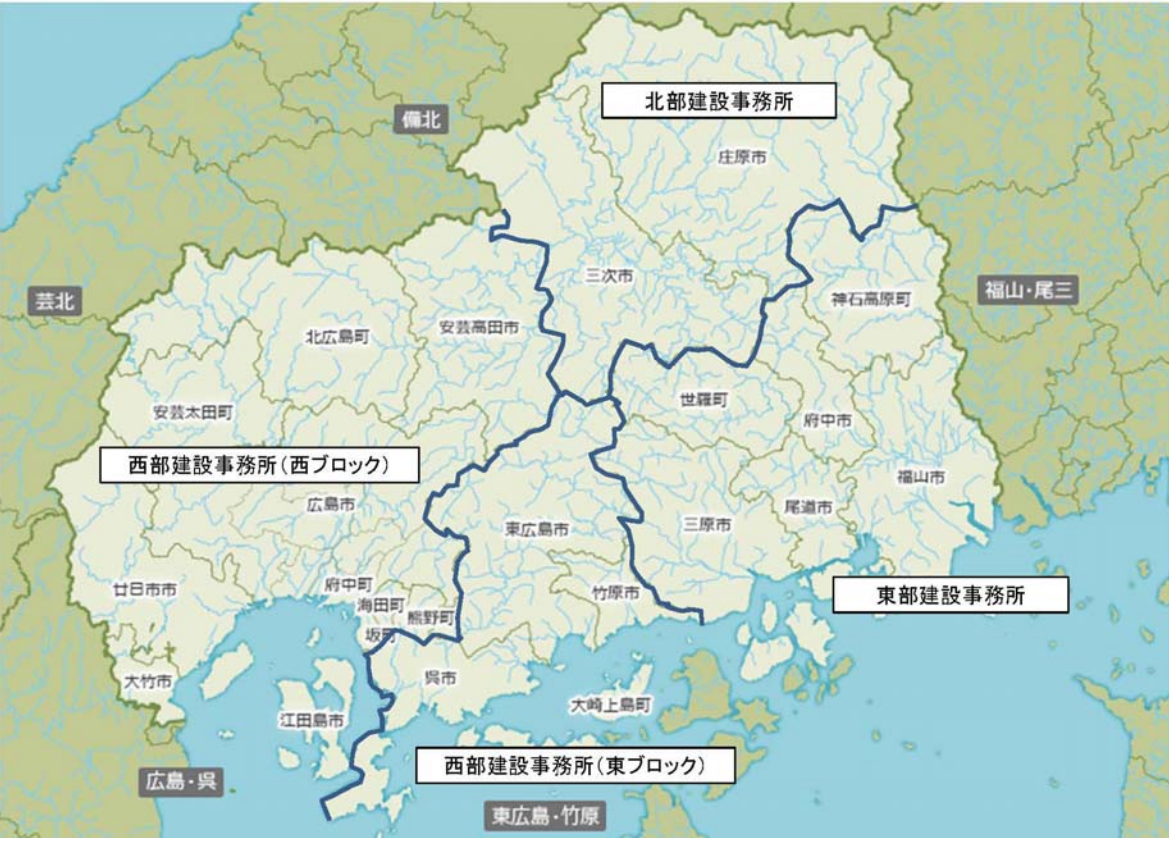 北部建設事務所
備北
庄原市
三次市
芸北
福山・尾三
神石高原町
安芸高田市
北広島町
世羅町
安芸太田町
府中市
西部建設事務所(西ブロック)
福山市
広島市
尾道市
三原市
東広島市
廿日市市
府中町
竹原市
東部建設事務所
海田町
熊野町
坂町
呉市
大竹市
大崎上島町
江田島市
西部建設事務所(東ブロック)
広島・呉
東広島・竹原